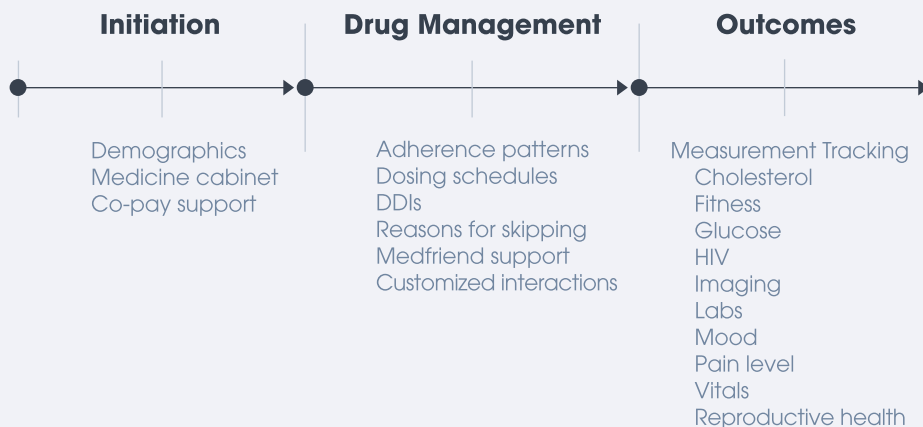 Initiation
Demographics
Medicine cabinet
Co-pay support
Drug Management
Adherence patterns
Dosing schedules
DDIs
Reasons for skipping
Medfriend support
Customized interactions
Outcomes
Measurement Tracking
Cholesterol
Fitness
Glucose
HIV
Imaging
Labs
Mood
Pain level
Vitals
Reproductive health